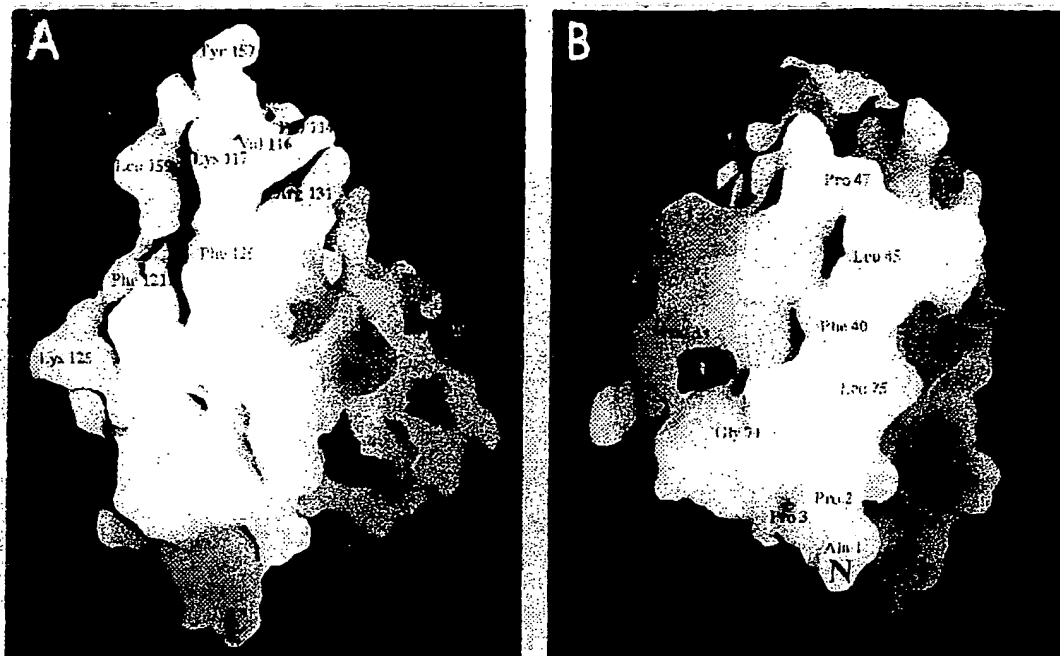 A
Tyr 157
Val 116
Lys 117
Leu 159
Arg 131
Phe 121
Lys 125
B
Pro 47
Leu 45
Phe 40
Gly 74
Pro 2
Pro 3
Ala 1
N